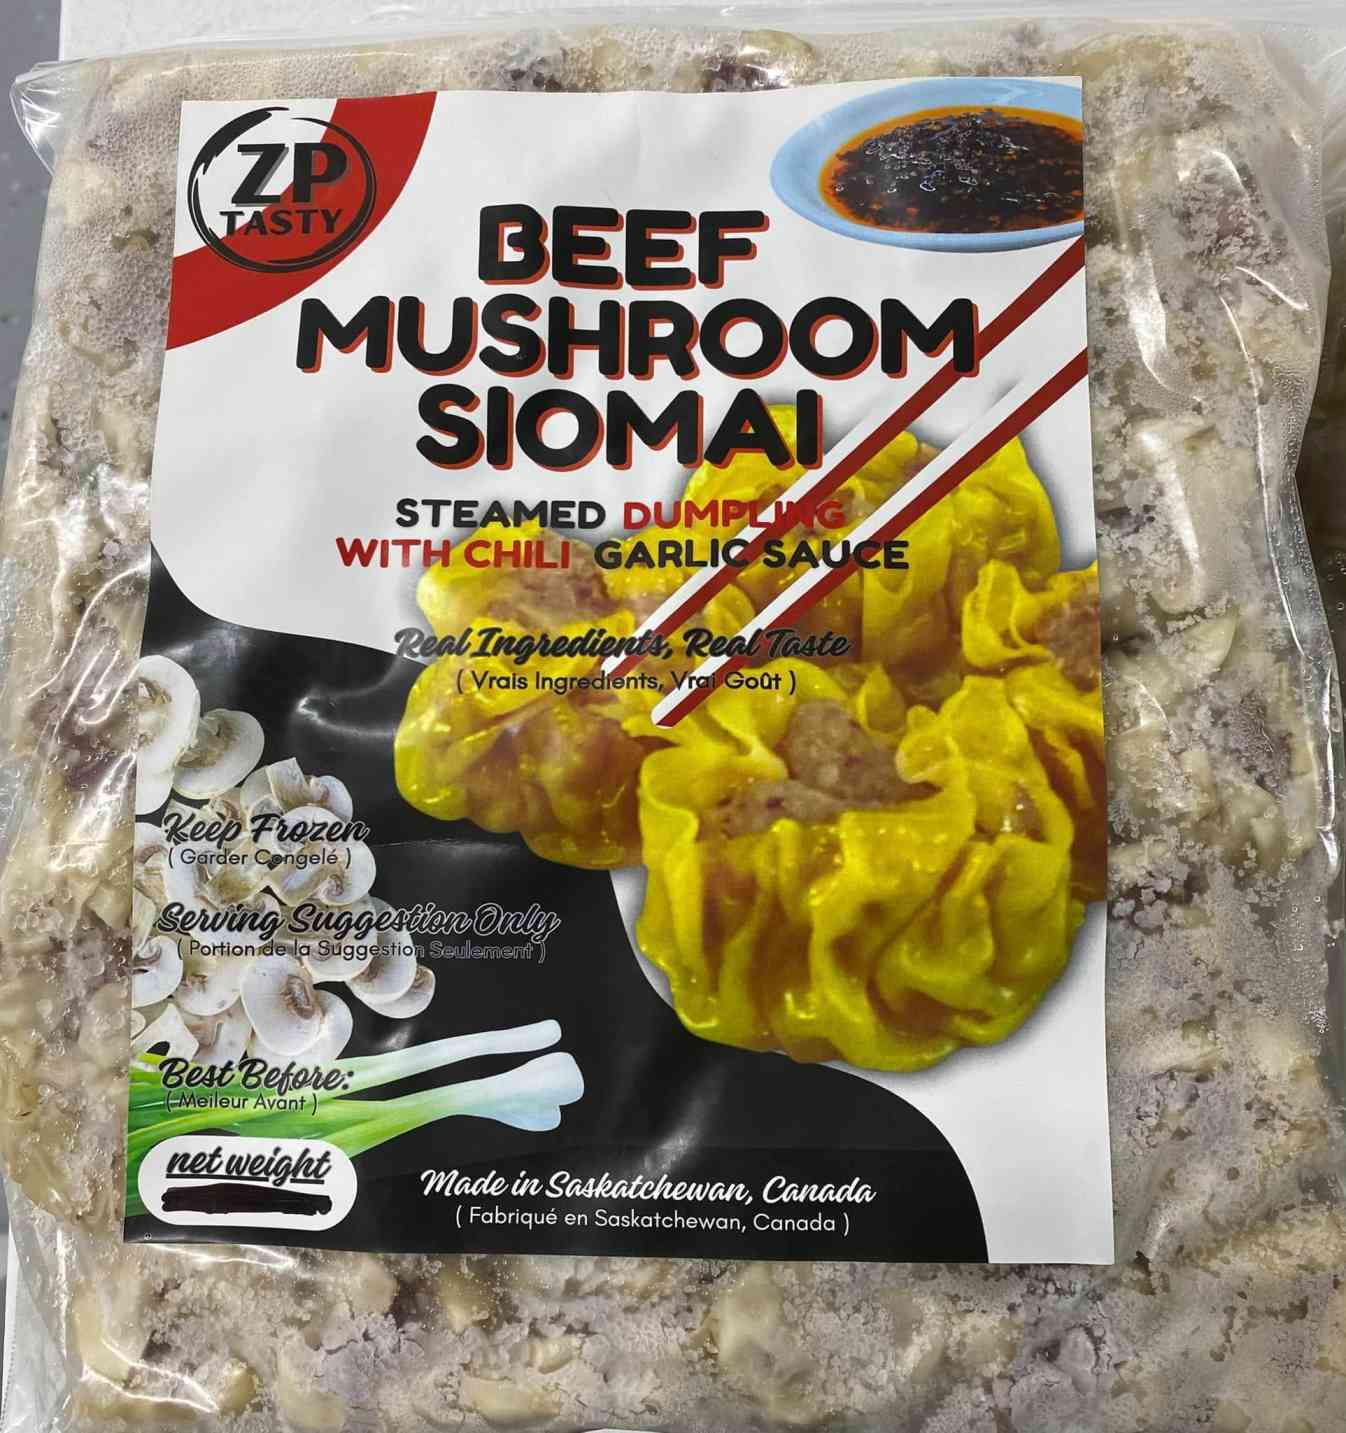 ZP
TASTY
BEEF
MUSHROOM
SIOMAI
STEAMED DUMPLING
WITH CHILI GARLIC SAUCE
Real Ingredients, Real Taste
( Vrais Ingredients, Vrai Goût )
Keep Frozen
( Garder Congelé )
Serving Suggestion Only
( Portion de la Suggestion Seulement )
Best Before:
( Meileur Avant )
net weight
Made in Saskatchewan, Canada
( Fabriqué en Saskatchewan, Canada )